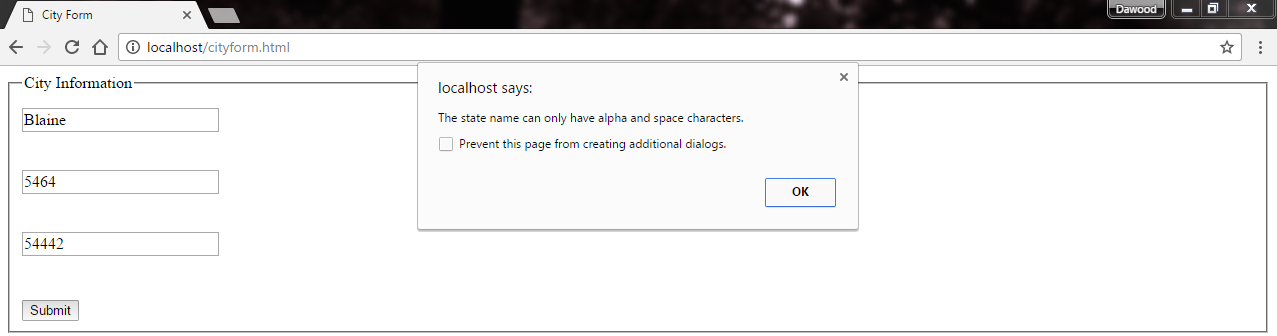 City Form
Dawood
localhost/cityform.html
City Information
Blaine
5464
54442
Submit
localhost says:
The state name can only have alpha and space characters.
Prevent this page from creating additional dialogs.
OK